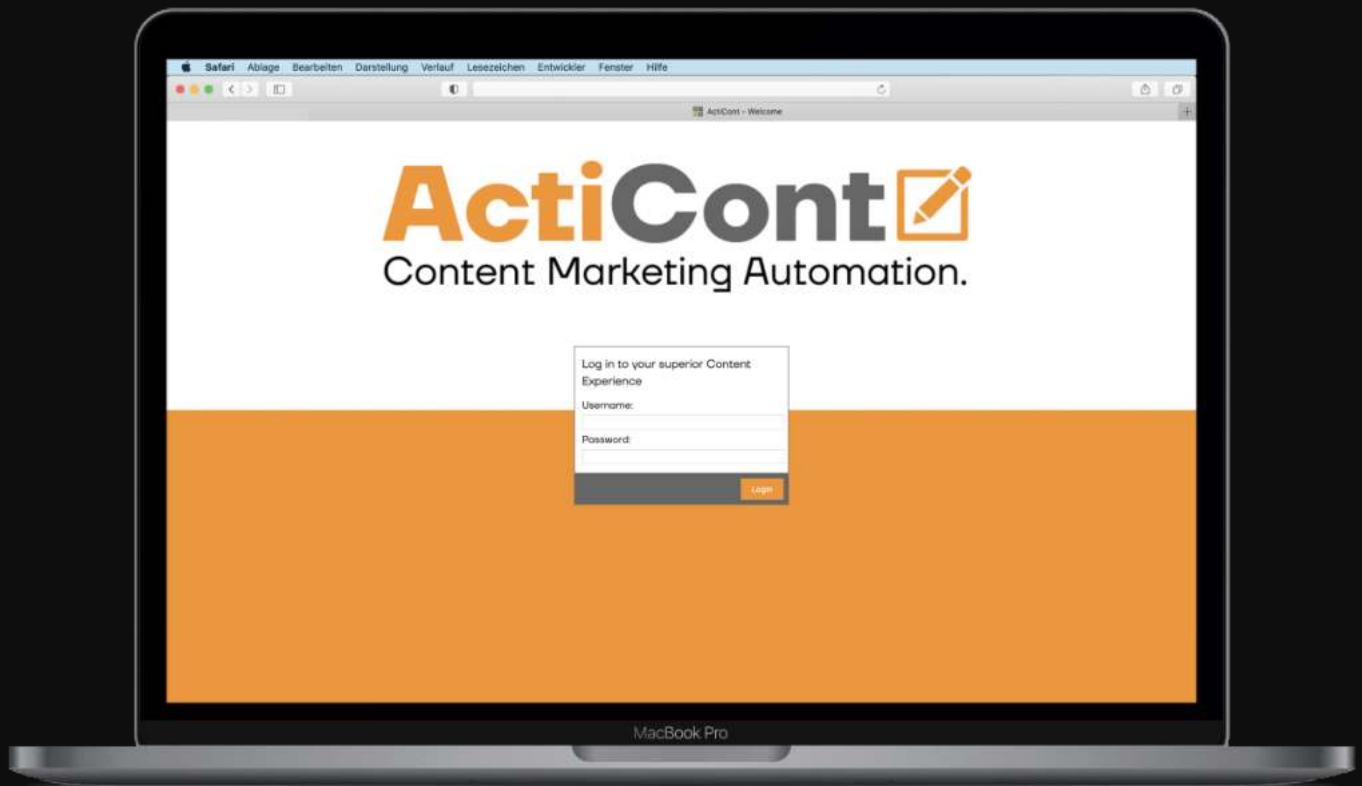 Safari Ablage Bearbeiten Darstellung Verlauf Lesezeichen Entwickler Fenster Hilfe
ActiCont - Welcome
ActiCont
Content Marketing Automation.
Log in to your superior Content
Experience
Username:
Password:
Login
MacBook Pro